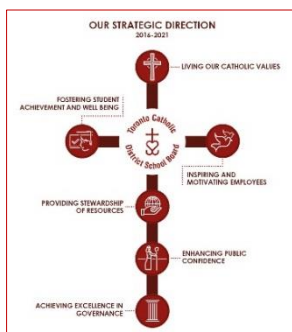 OUR STRATEGIC DIRECTION
2016-2021
LIVING OUR CATHOLIC VALUES
FOSTERING STUDENT
ACHIEVEMENT AND WELL BEING
Toronto Catholic
District School Board
INSPIRING AND
MOTIVATING EMPLOYEES
PROVIDING STEWARDSHIP
OF RESOURCES
ENHANCING PUBLIC
CONFIDENCE
ACHIEVING EXCELLENCE IN
GOVERNANCE